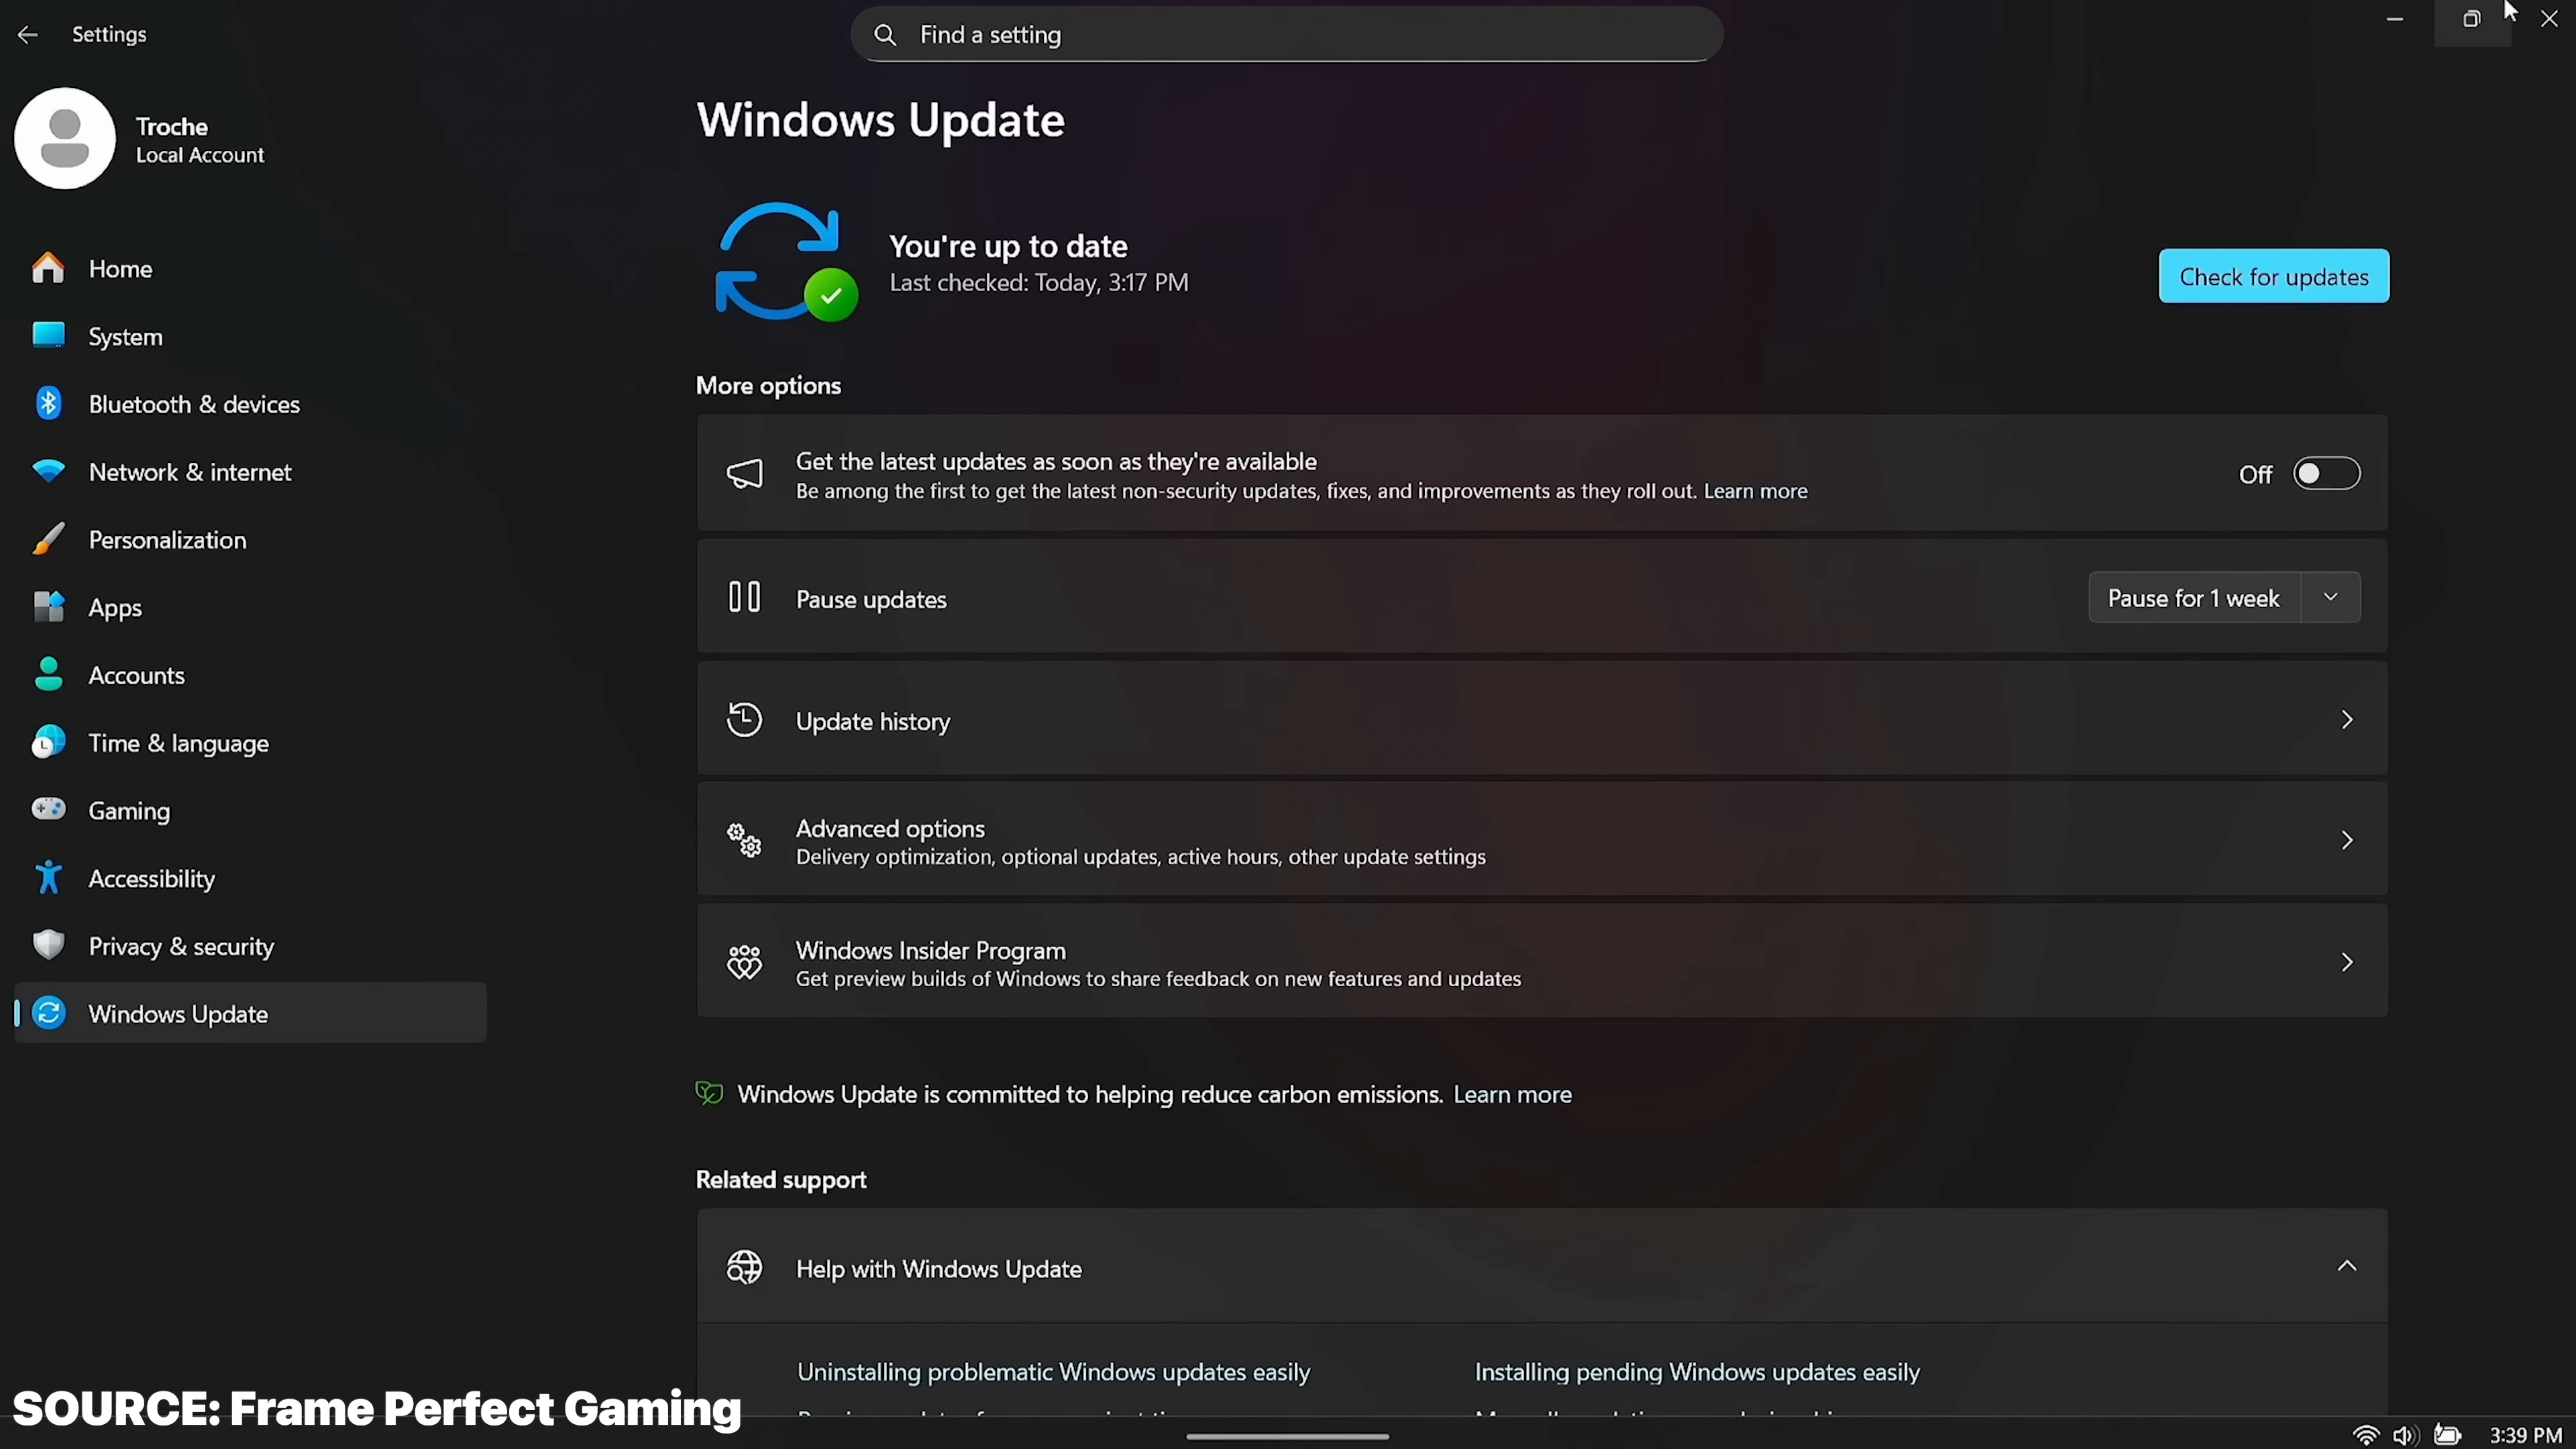 Settings
Find a setting
Troche
Local Account
Home
System
Bluetooth & devices
Network & internet
Personalization
Apps
Accounts
Time & language
Gaming
Accessibility
Privacy & security
Windows Update
Windows Update
You're up to date
Last checked: Today, 3:17 PM
Check for updates
More options
Get the latest updates as soon as they're available
Be among the first to get the latest non-security updates, fixes, and improvements as they roll out. Learn more
Off
Pause updates
Pause for 1 week
Update history
Advanced options
Delivery optimization, optional updates, active hours, other update settings
Windows Insider Program
Get preview builds of Windows to share feedback on new features and updates
Windows Update is committed to helping reduce carbon emissions. Learn more
Related support
Help with Windows Update
Uninstalling problematic Windows updates easily
Installing pending Windows updates easily
SOURCE: Frame Perfect Gaming
3:39 PM